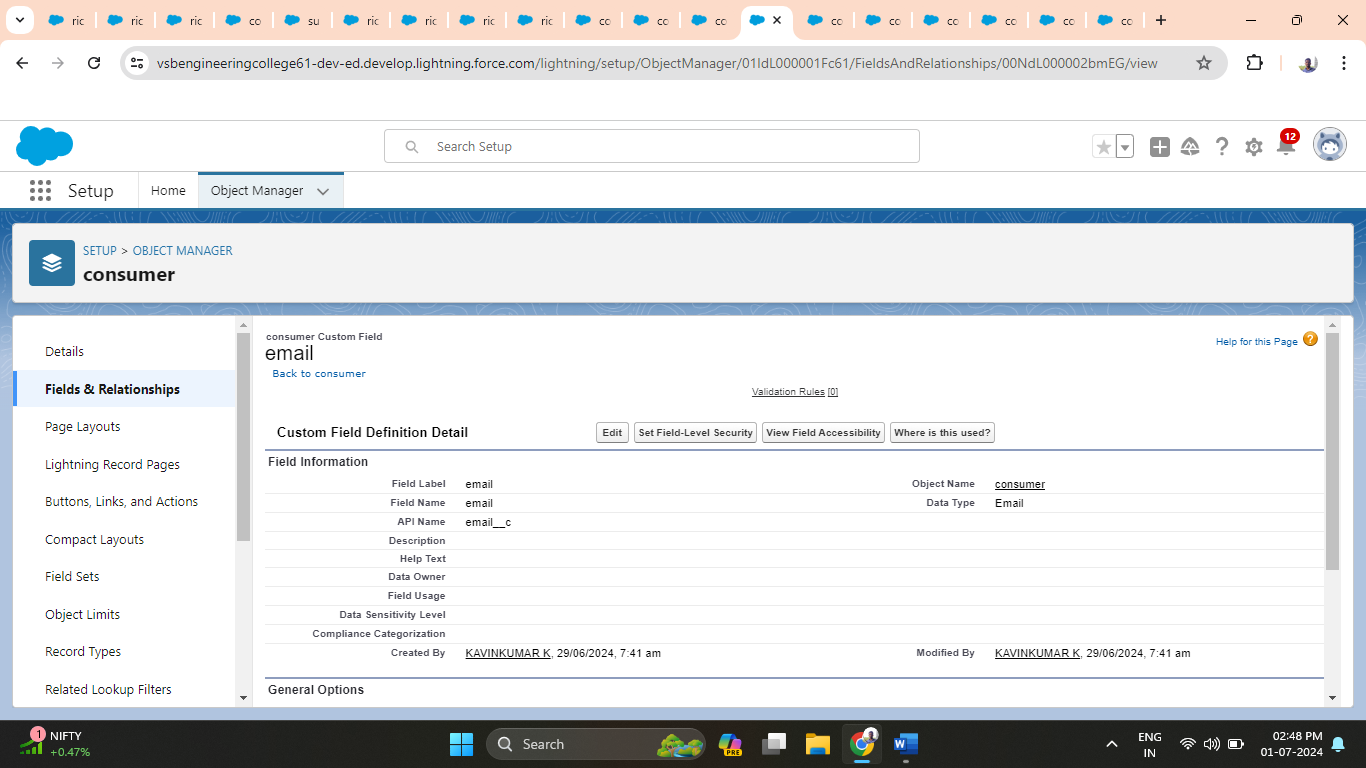 ric
ric
ric
co
su
ric
ric
ric
ric
co
co
co
co
co
co
co
co
co
vsbengineeringcollege61-dev-ed.develop.lightning.force.com/lightning/setup/ObjectManager/01IdL000001Fc61/FieldsAndRelationships/00NdL000002bmEG/view
Search Setup
12
Setup
Home
Object Manager
SETUP > OBJECT MANAGER
consumer
Details
Fields & Relationships
Page Layouts
Lightning Record Pages
Buttons, Links, and Actions
Compact Layouts
Field Sets
Object Limits
Record Types
Related Lookup Filters
consumer Custom Field
email
Back to consumer
Help for this Page
Validation Rules [0]
Custom Field Definition Detail
Edit
Set Field-Level Security
View Field Accessibility
Where is this used?
Field Information
Field Label email Object Name consumer
Field Name email Data Type Email
API Name email__c
Description
Help Text
Data Owner
Field Usage
Data Sensitivity Level
Compliance Categorization
Created By KAVINKUMAR K, 29/06/2024, 7:41 am Modified By KAVINKUMAR K, 29/06/2024, 7:41 am
General Options
1
NIFTY
+0.47%
Search
PRE
ENG
IN
02:48 PM
01-07-2024